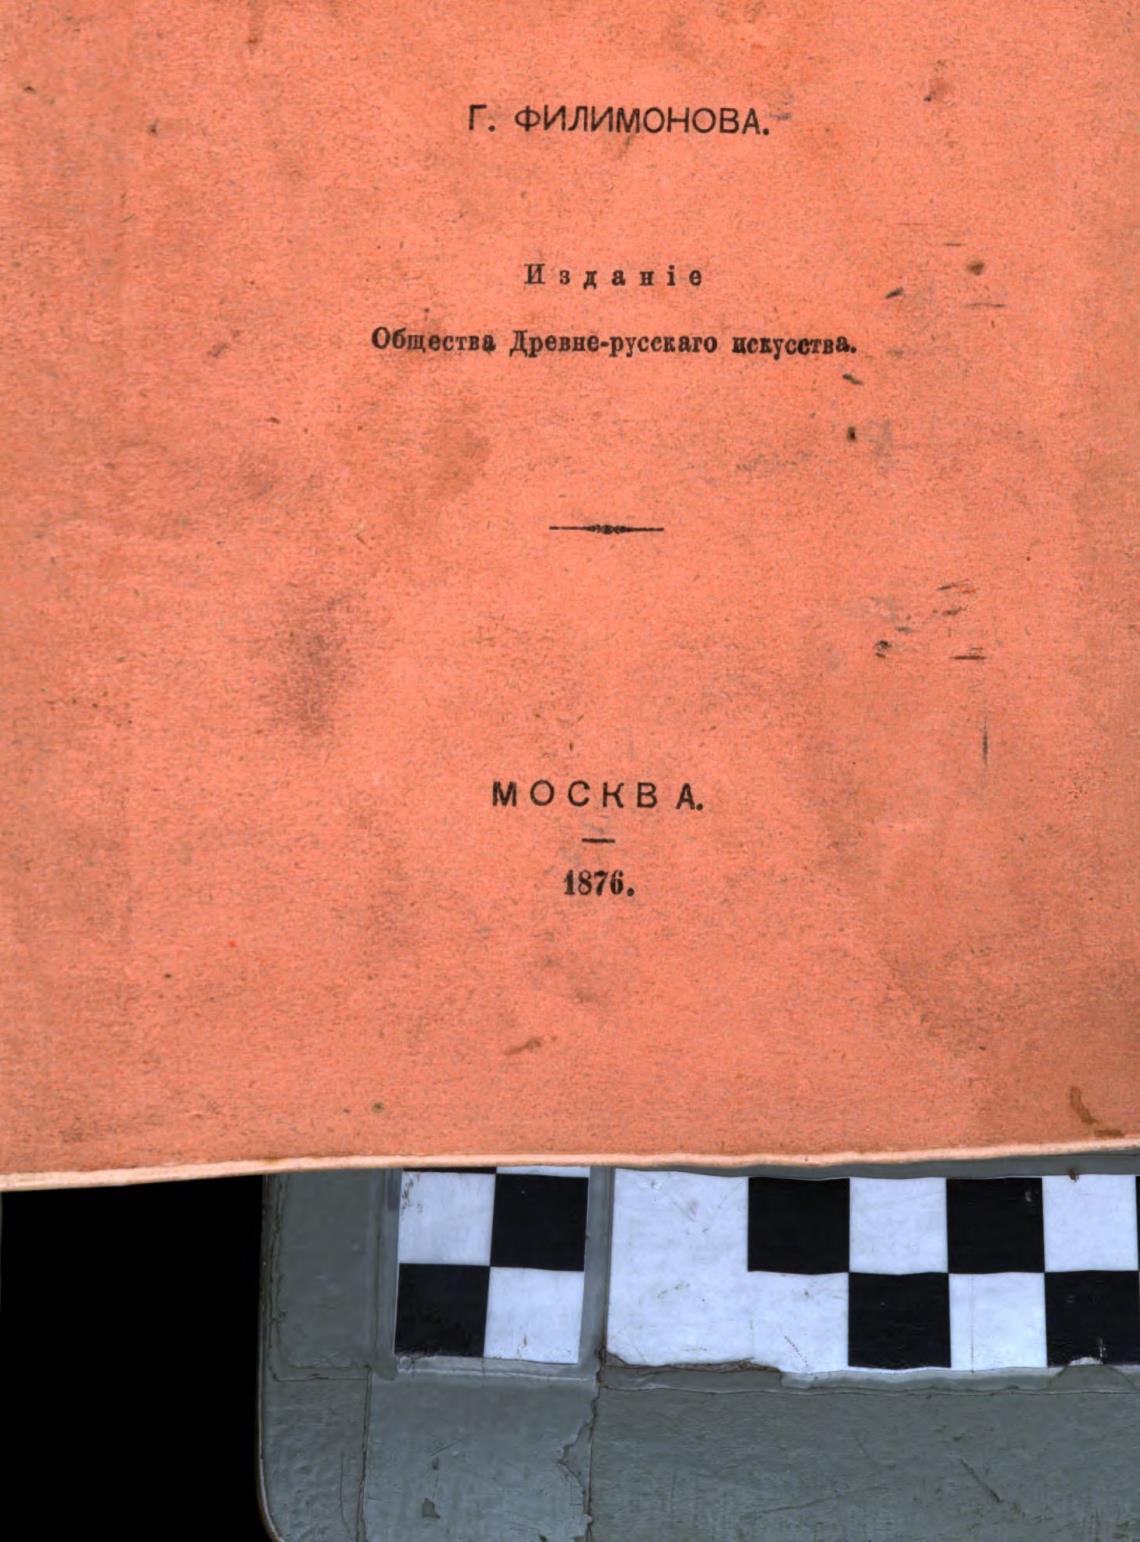 Г. ФИЛИМОНОВА.
Изданіе
Общества Древне-русскаго искусства.
МОСКВА.
1876.